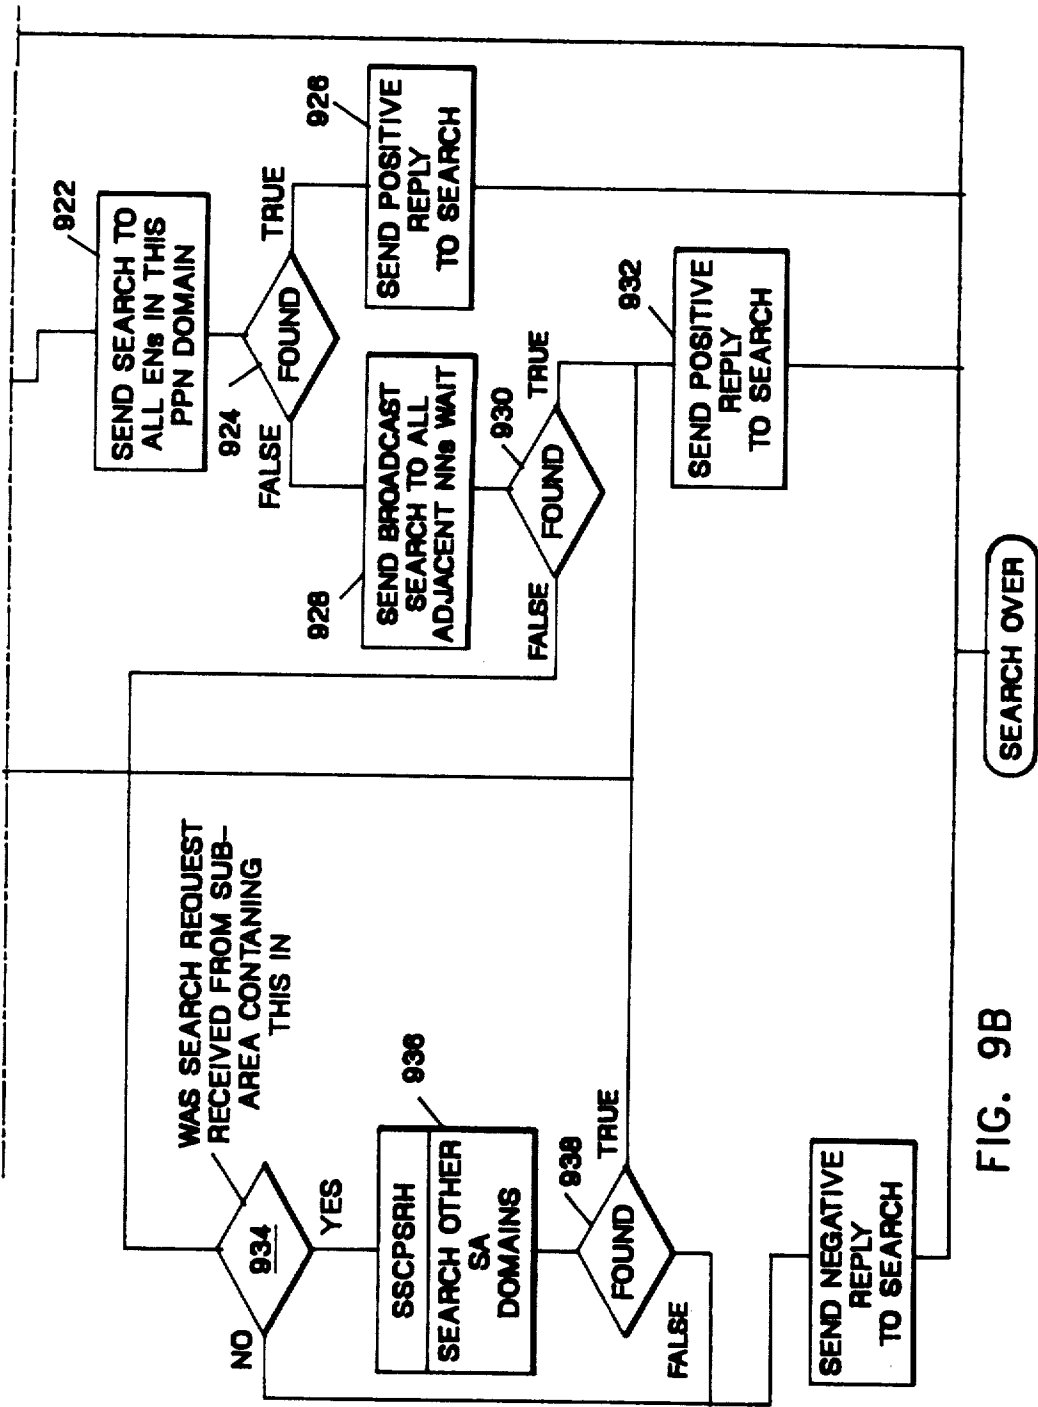 922
SEND SEARCH TO
ALL ENs IN THIS
PPN DOMAIN
924
FOUND
TRUE
FALSE
926
SEND POSITIVE
REPLY
TO SEARCH
928
SEND BROADCAST
SEARCH TO ALL
ADJACENT NNs WAIT
930
FOUND
TRUE
FALSE
932
SEND POSITIVE
REPLY
TO SEARCH
WAS SEARCH REQUEST
RECEIVED FROM SUB-
AREA CONTANING
THIS IN
934
NO
YES
936
SSCPSRH
SEARCH OTHER
SA
DOMAINS
938
FOUND
TRUE
FALSE
SEND NEGATIVE
REPLY
TO SEARCH
SEARCH OVER
FIG. 9B